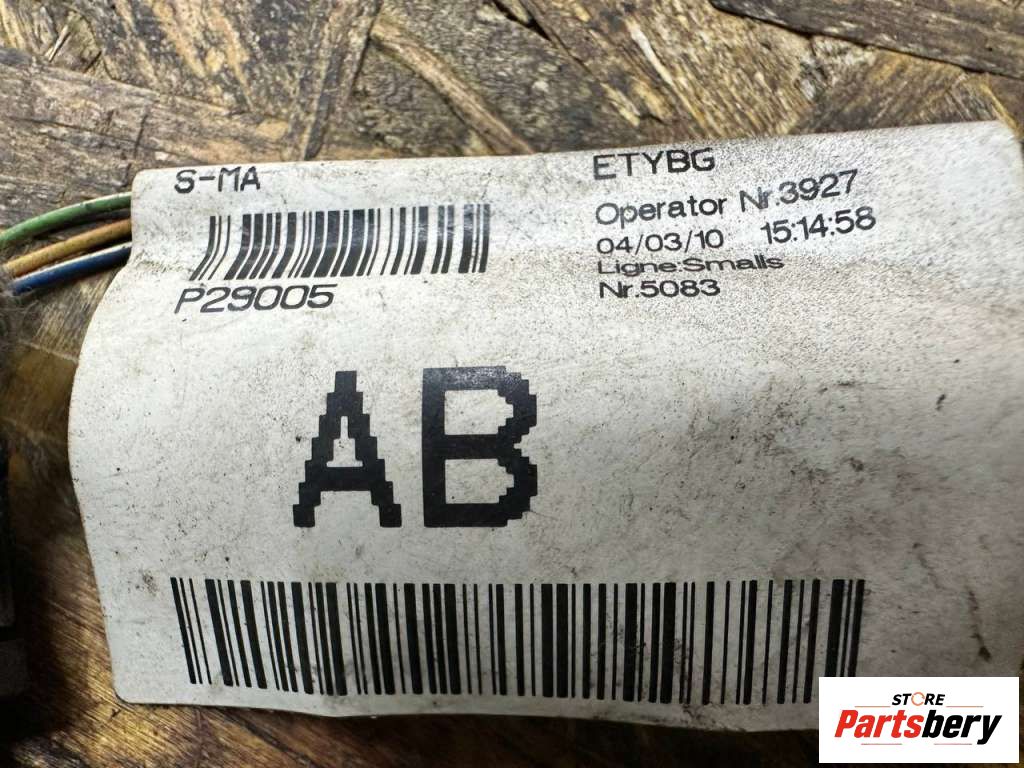 S-MA
P29005
ETYBG
Operator Nr.3927
04/03/10 15:14:58
Ligne:Smalls
Nr.5083
AB
STORE
Partsbery